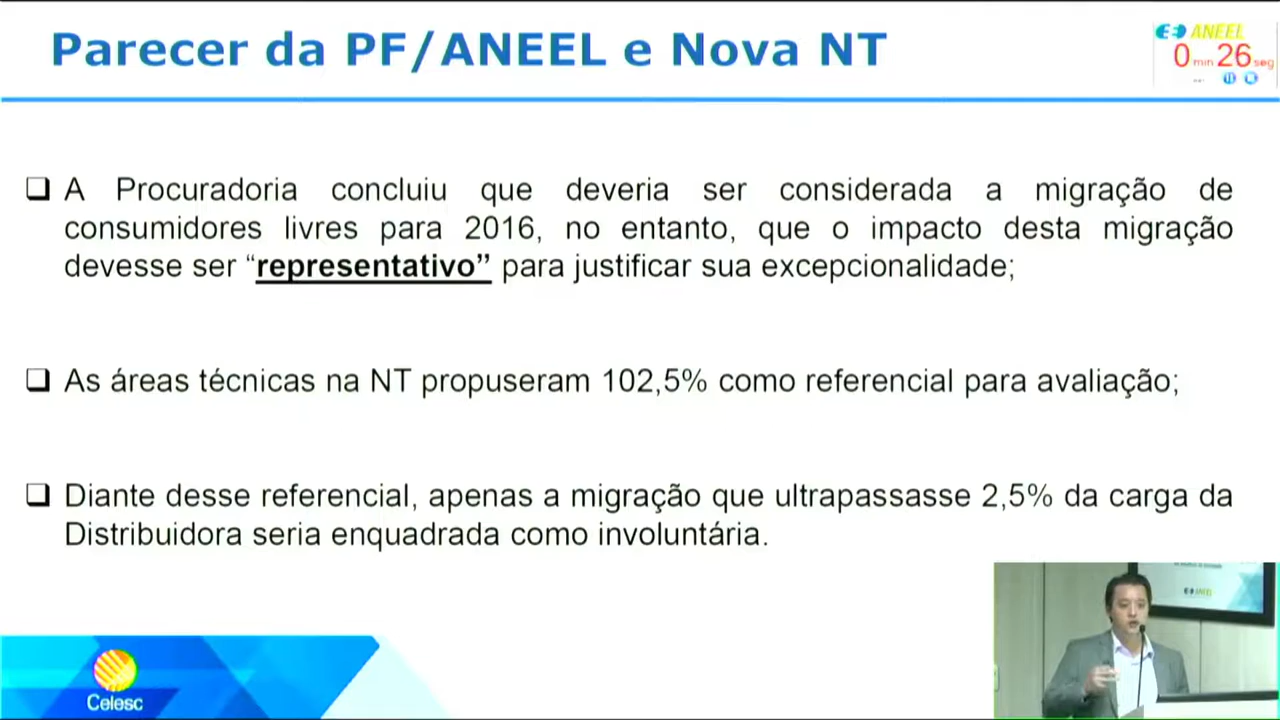 Parecer da PF/ANEEL e Nova NT
ANEEL
0 min 26 seg
❑ A Procuradoria concluiu que deveria ser considerada a migração de
consumidores livres para 2016, no entanto, que o impacto desta migração
devesse ser “representativo” para justificar sua excepcionalidade;
❑ As áreas técnicas na NT propuseram 102,5% como referencial para avaliação;
❑ Diante desse referencial, apenas a migração que ultrapassasse 2,5% da carga da
Distribuidora seria enquadrada como involuntária.
ANEEL
Celesc